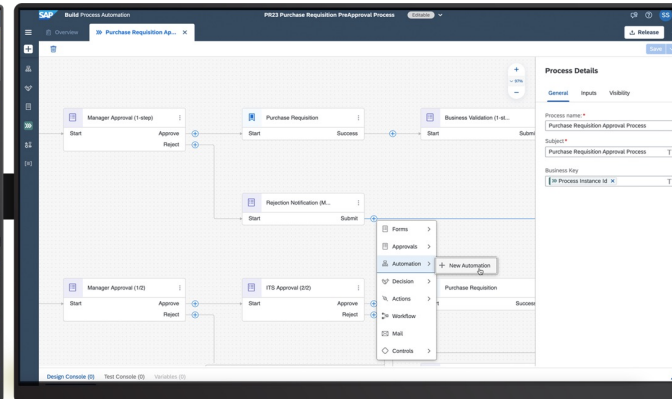 SAP Build Process Automation PR23 Purchase Requisition PreApproval Process Editable SS
Overview Purchase Requisition Ap... Release
Save
Process Details
General Inputs Visibility
Process name:*
Purchase Requisition Approval Process
Subject:*
Purchase Requisition Approval Process
Business Key
Process Instance Id
Manager Approval (1-step) Purchase Requisition Business Validation (1-st...
Start Approve Start Success Start Submi
Reject
Rejection Notification (M...
Start Submit
Forms
Approvals
Automation New Automation
Decision
Actions
Workflow
Mail
Controls
Manager Approval (1/2) ITS Approval (2/2) Purchase Requisition
Start Approve Start Approve Success
Reject Reject
Design Console (0) Test Console (0) Variables (0)